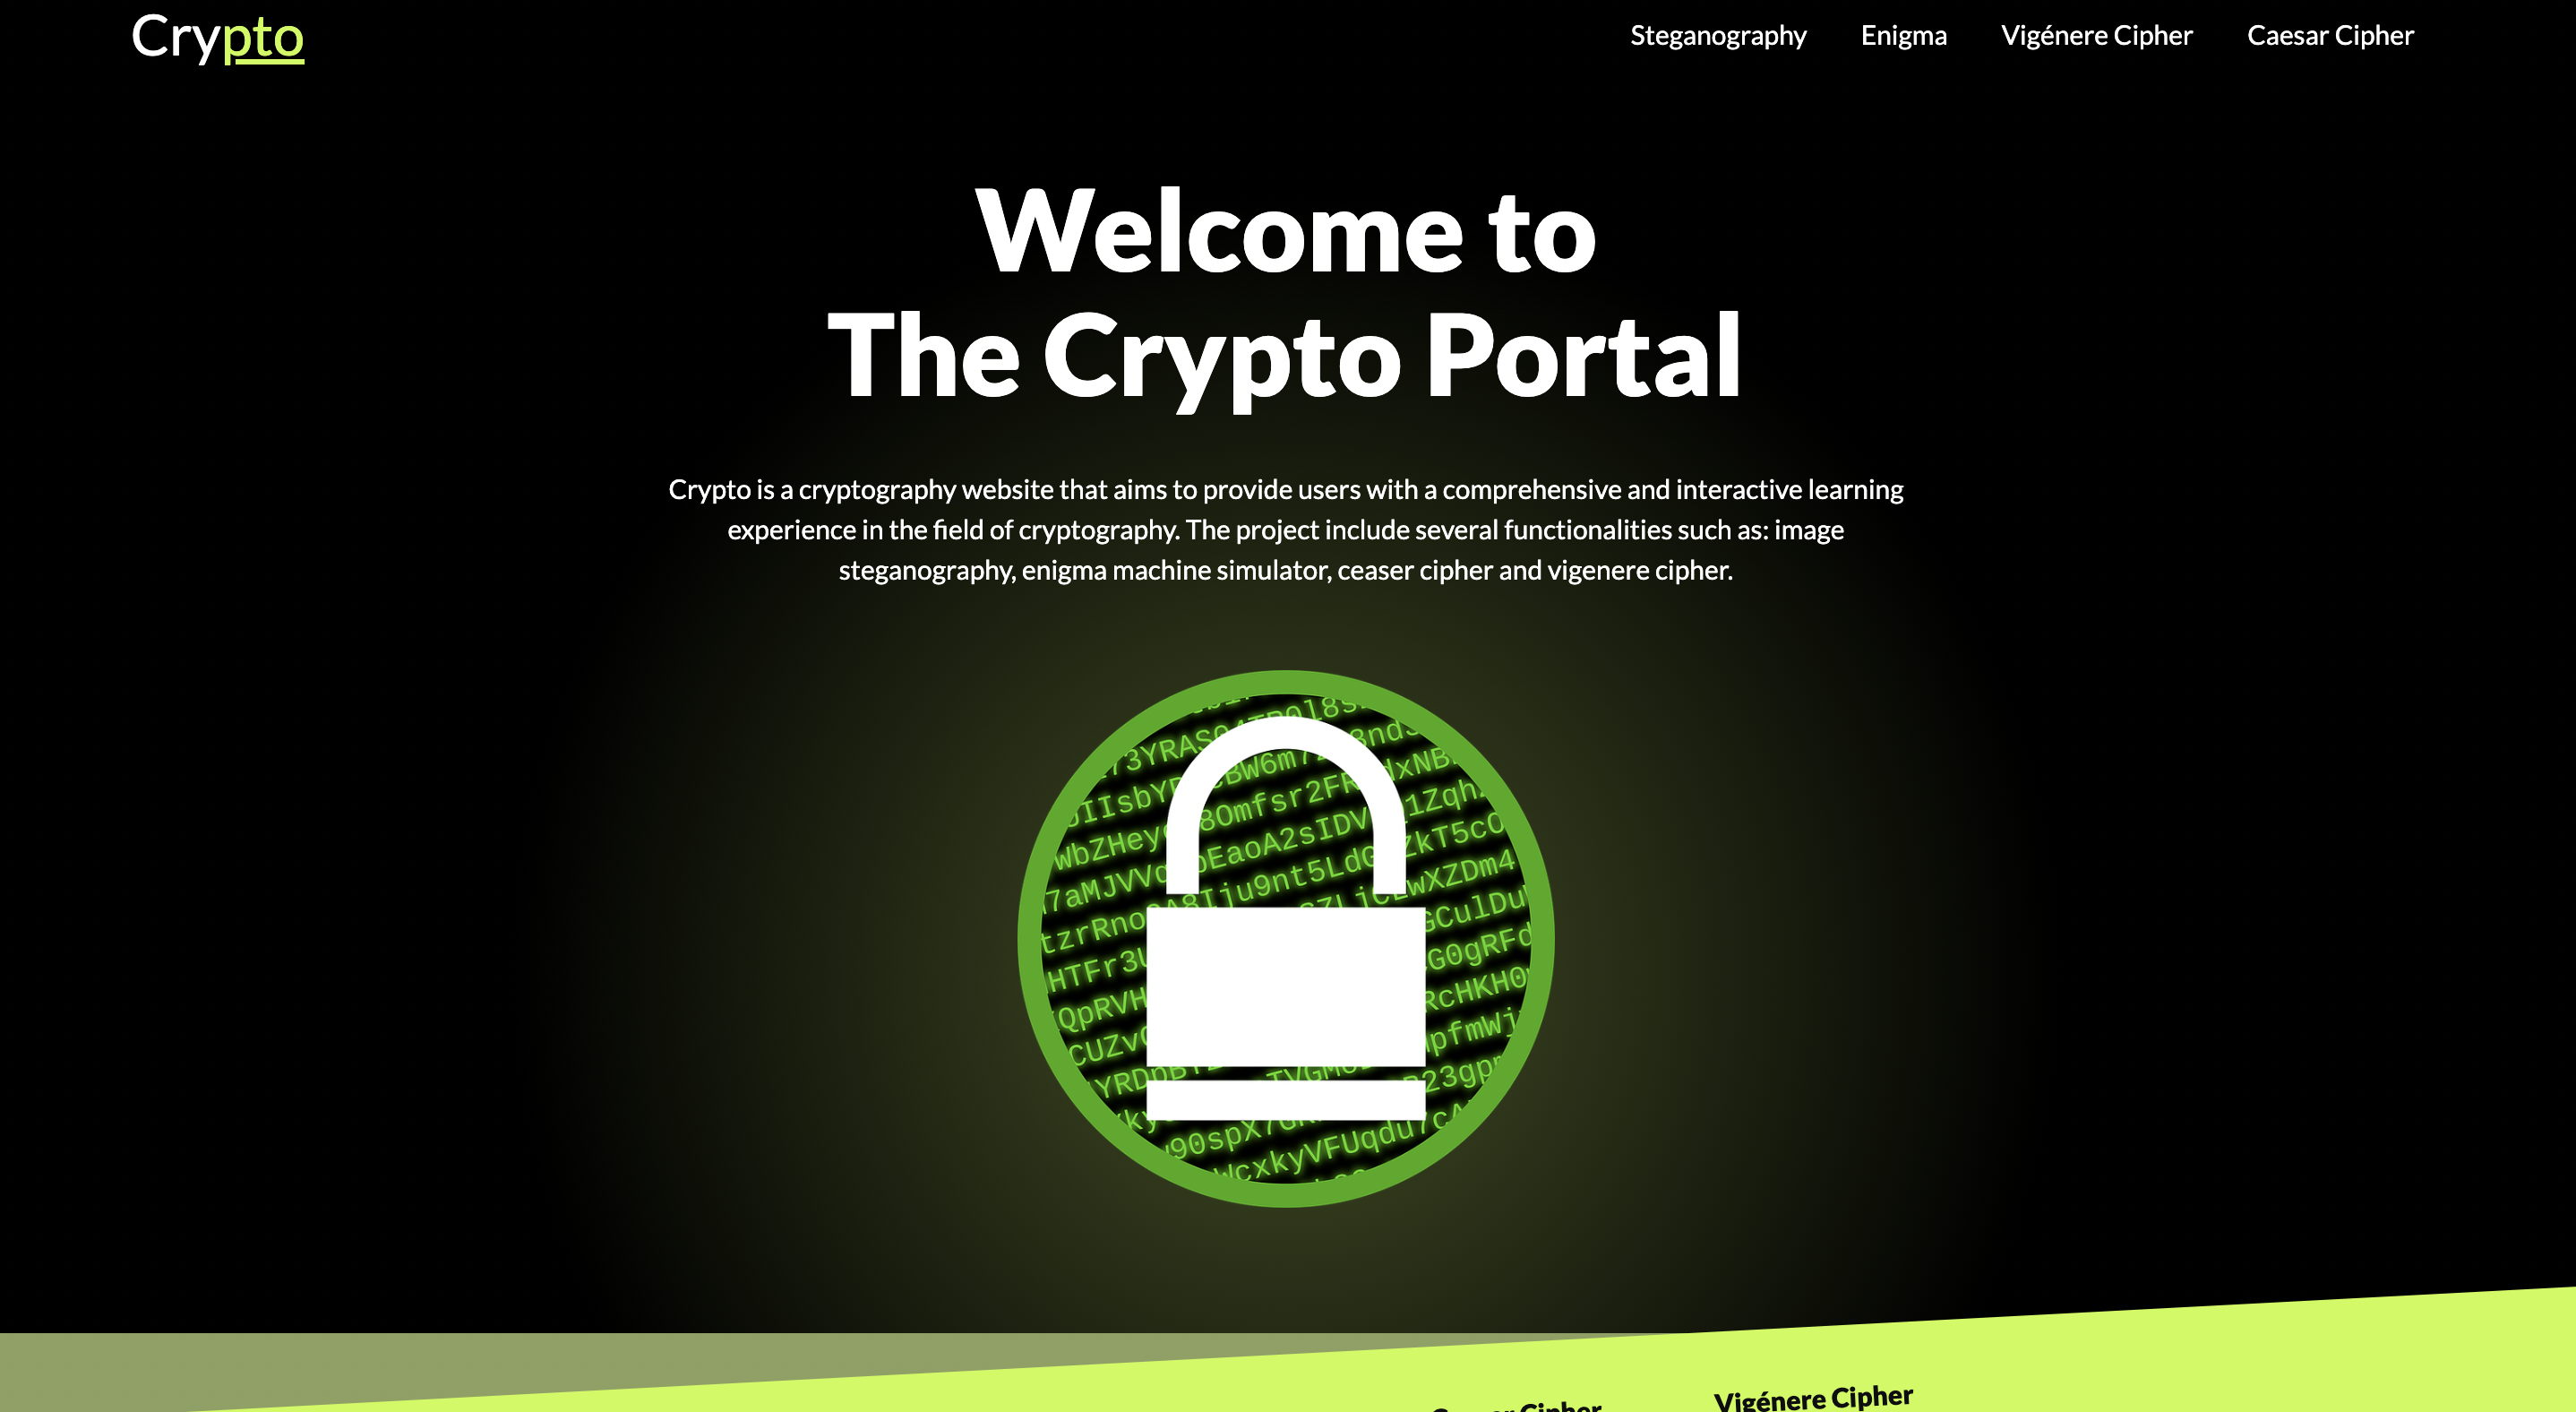 Crypto
Steganography Enigma Vigénere Cipher Caesar Cipher
Welcome to
The Crypto Portal
Crypto is a cryptography website that aims to provide users with a comprehensive and interactive learning
experience in the field of cryptography. The project include several functionalities such as: image
steganography, enigma machine simulator, ceaser cipher and vigenere cipher.
Cipher
Vigénere Cipher